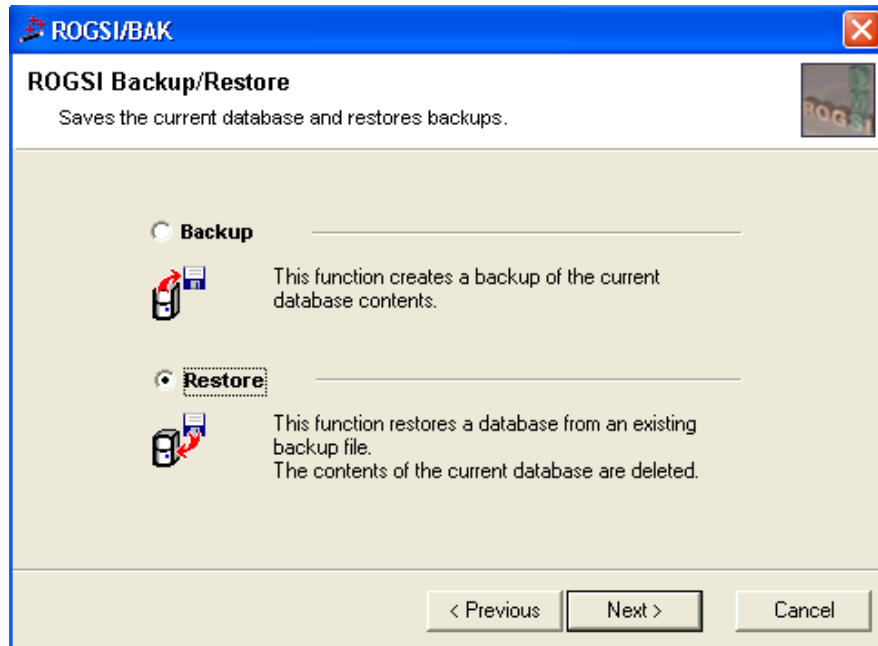 ROGSI/BAK
ROGSI Backup/Restore
Saves the current database and restores backups.
ROGSI
DMS
Backup
This function creates a backup of the current
database contents.
Restore
This function restores a database from an existing
backup file.
The contents of the current database are deleted.
< Previous
Next >
Cancel